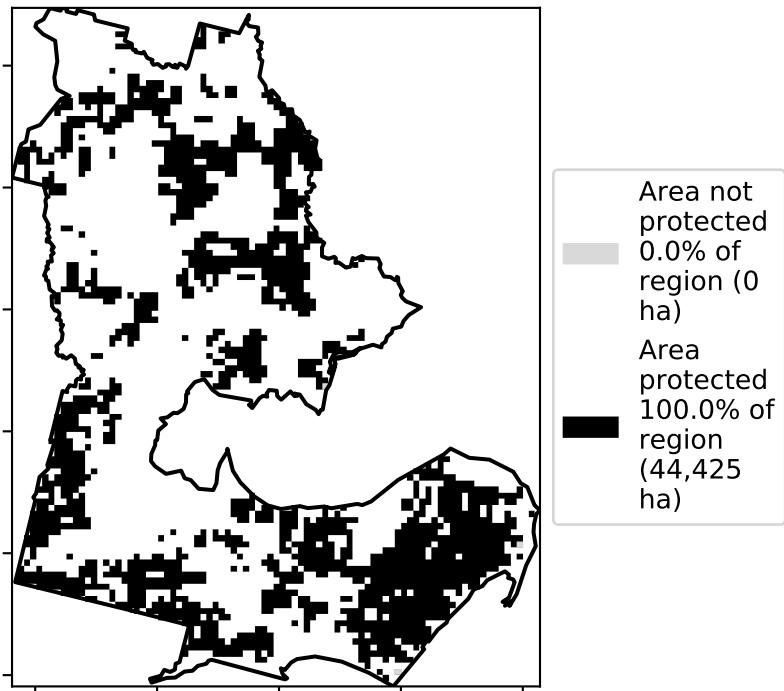 Area not
protected
0.0% of
region (0
ha)
Area
protected
100.0% of
region
(44,425
ha)